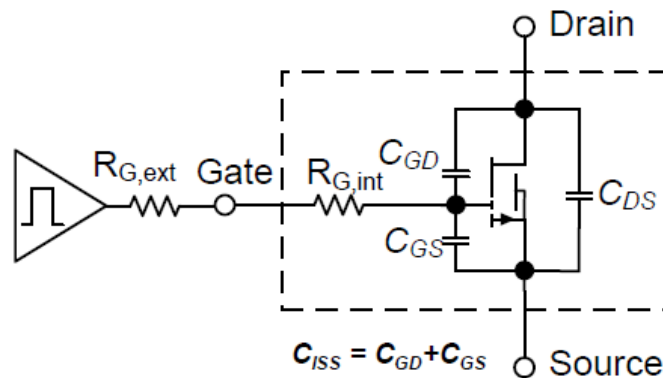 Drain
R_G,ext
Gate
R_G,int
C_GD
C_DS
C_GS
C_ISS = C_GD+C_GS
Source